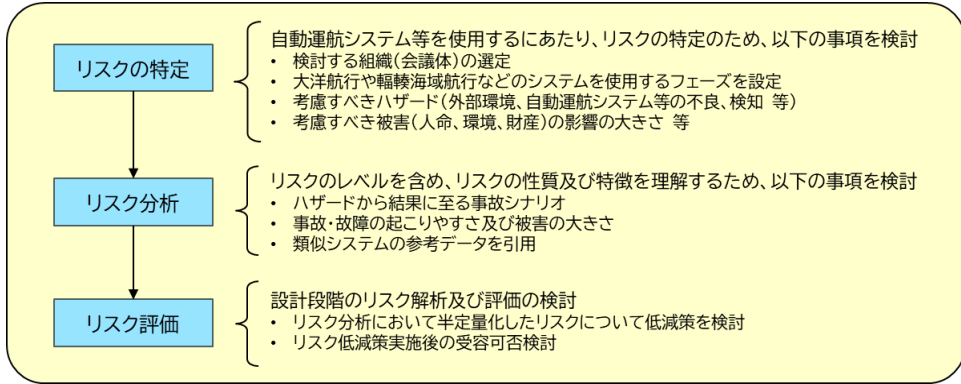 リスクの特定
自動運航システム等を使用するにあたり、リスクの特定のため、以下の事項を検討
• 検討する組織(会議体)の選定
• 大洋航行や輻輳海域航行などのシステムを使用するフェーズを設定
• 考慮すべきハザード(外部環境、自動運航システム等の不良、検知 等)
• 考慮すべき被害(人命、環境、財産)の影響の大きさ 等
リスク分析
リスクのレベルを含め、リスクの性質及び特徴を理解するため、以下の事項を検討
• ハザードから結果に至る事故シナリオ
• 事故・故障の起こりやすさ及び被害の大きさ
• 類似システムの参考データを引用
リスク評価
設計段階のリスク解析及び評価の検討
• リスク分析において半定量化したリスクについて低減策を検討
• リスク低減策実施後の受容可否検討